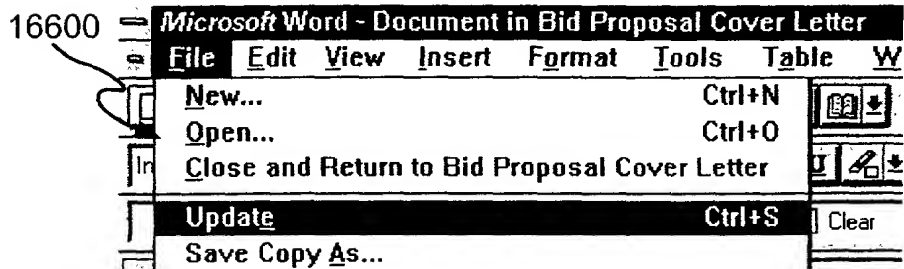 16600
Microsoft Word - Document in Bid Proposal Cover Letter
File Edit View Insert Format Tools Table W
New... Ctrl+N
Open... Ctrl+O
In Close and Return to Bid Proposal Cover Letter U
Update Ctrl+S Clear
Save Copy As...